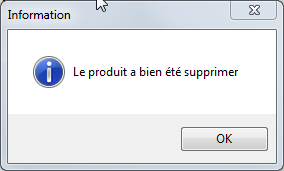 Information
Le produit a bien été supprimer
OK